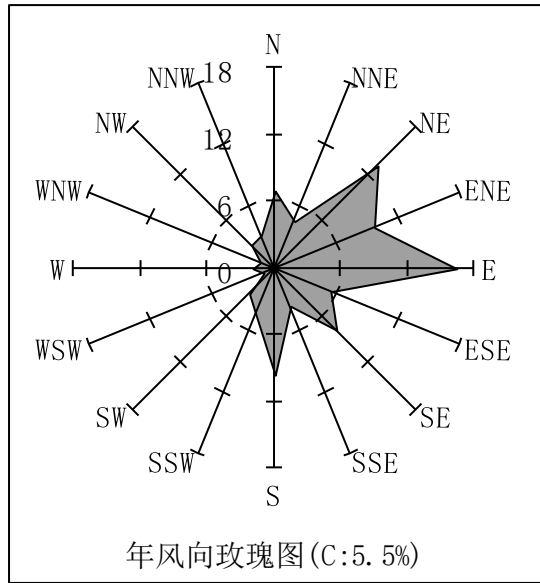 N
NNW
18
NNE
NW
12
NE
WNW
6
ENE
W
0
E
WSW
ESE
SW
SE
SSW
SSE
S
年风向玫瑰图(C:5.5%)